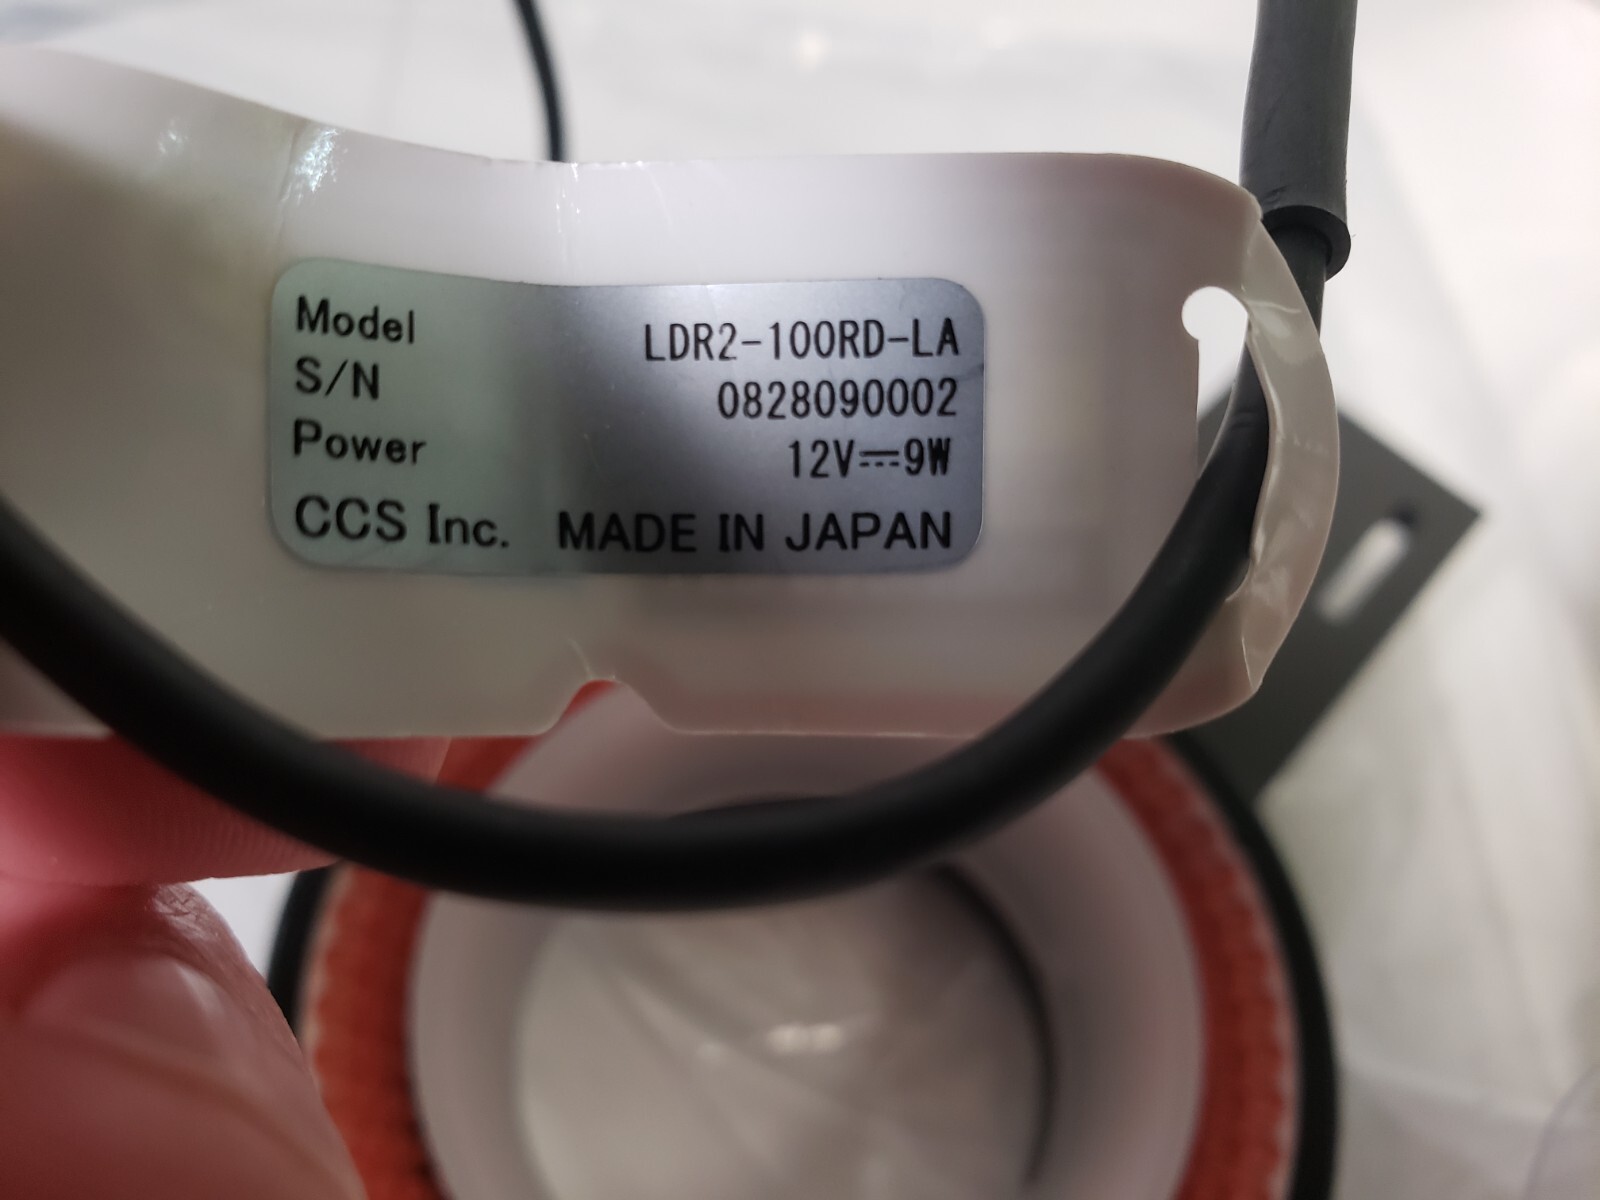 Model LDR2-100RD-LA
S/N 0828090002
Power 12V⎓9W
CCS Inc. MADE IN JAPAN